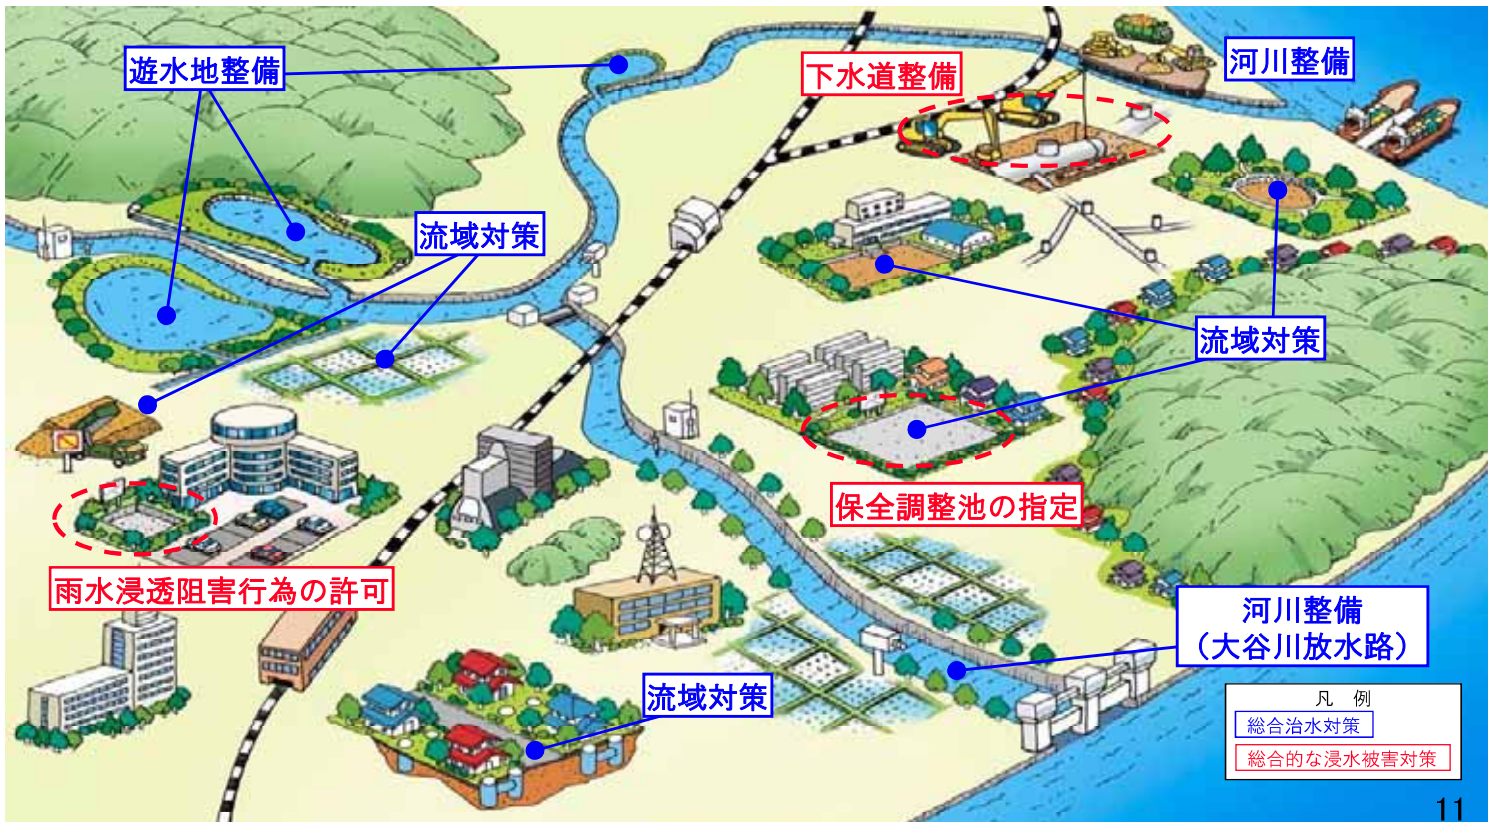 遊水地整備
下水道整備
河川整備
流域対策
流域対策
保全調整池の指定
雨水浸透阻害行為の許可
河川整備
（大谷川放水路）
流域対策
凡 例
総合治水対策
総合的な浸水被害対策
11